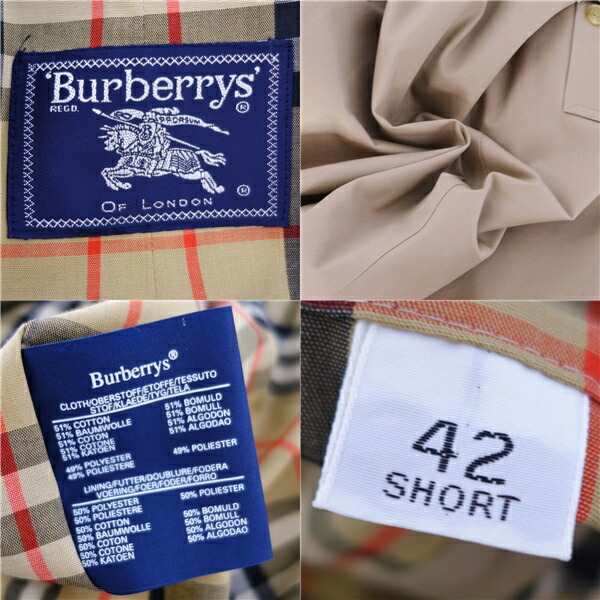 'Burberrys'
REGD.
PRORSUM
®
®
OF LONDON
Burberrys®
CLOTH/OBERSTOFF/ETOFFE/TESSUTO
STOF/KLAEDE/TYG/TELA
51% COTTON 51% BOMULD
51% BAUMWOLLE 51% BOMULL
51% COTON 51% ALGODON
51% COTONE 51% ALGODAO
51% KATOEN
49% POLYESTER 49% POLIESTER
49% POLIESTERE
LINING/FUTTER/DOUBLURE/FODERA
VOERING/FOER/FODER/FORRO
50% POLYESTER 50% POLIESTER
50% POLIESTERE
50% COTTON 50% BOMULD
50% BAUMWOLLE 50% BOMULL
50% COTON 50% ALGODON
50% COTONE 50% ALGODAO
50% KATOEN
42
SHORT